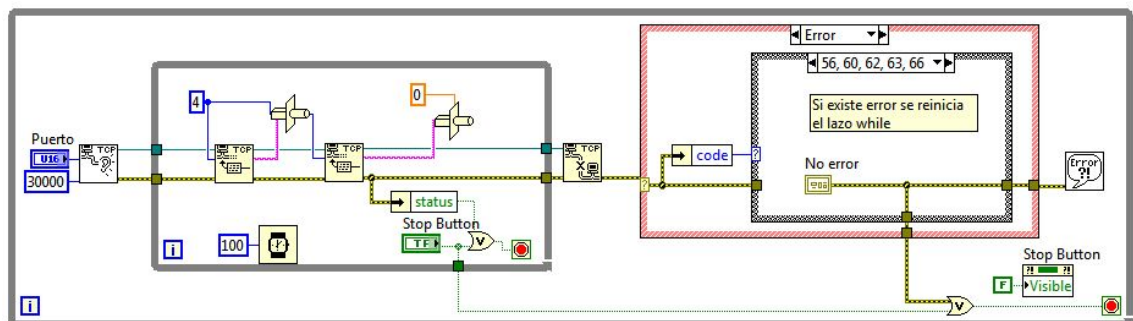 Error
56, 60, 62, 63, 66
Si existe error se reinicia
el lazo while
4
0
Puerto
U16
30000
TCP
TCP
TCP
TCP
code
?
?
No error
Error
?!
status
Stop Button
TF
V
100
i
Stop Button
?! ?!
F
Visible
V
i